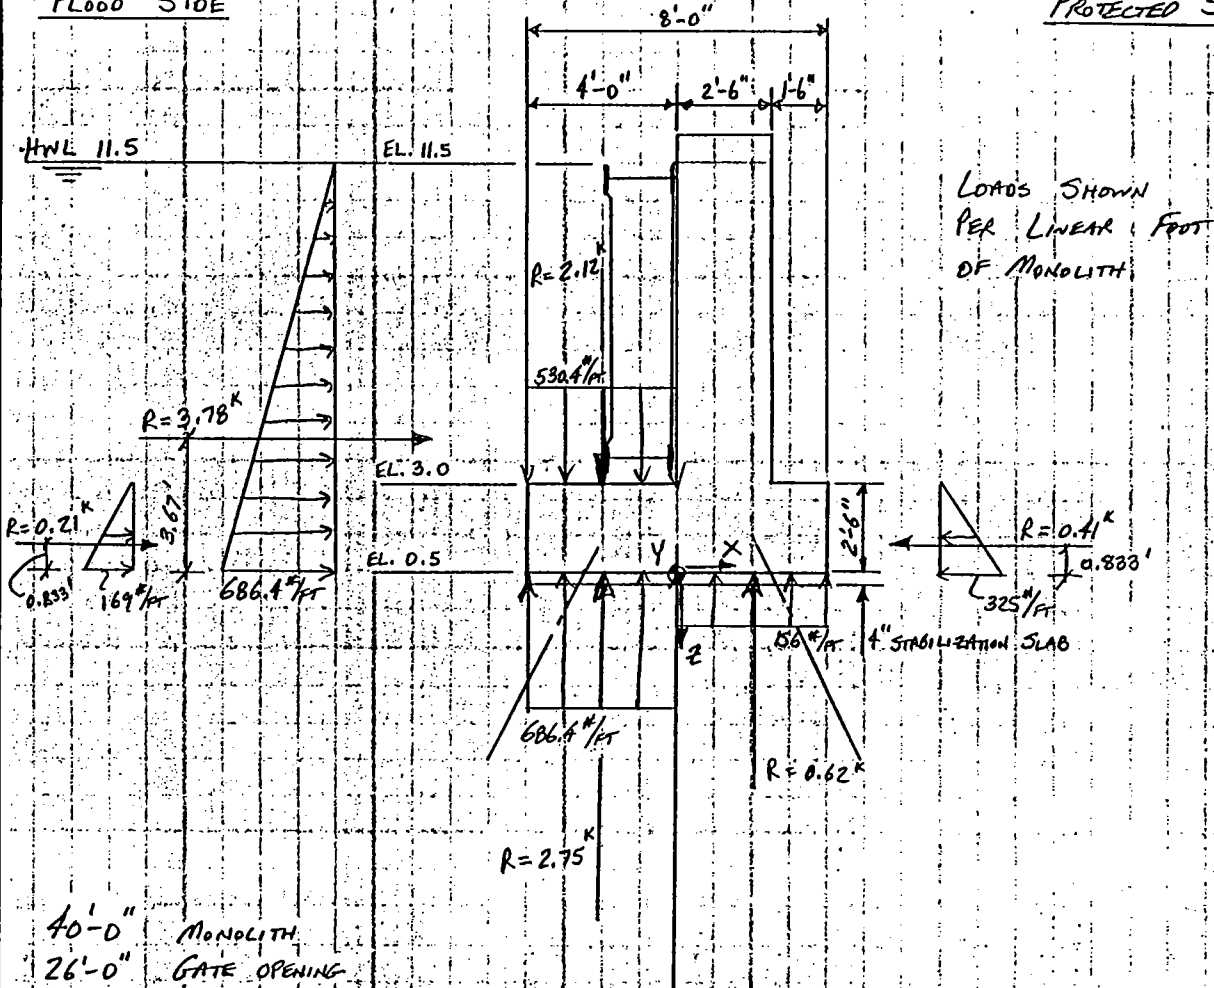 FLOOD SIDE
PROTECTED S
8'-0"
4'-0"
2'-6"
1'-6"
HWL 11.5
EL. 11.5
LOADS SHOWN
PER LINEAR FOOT
OF MONOLITH
R=2.12ᴷ
530.4#/FT
R=3.78ᴷ
3.67'
EL. 3.0
R=0.21ᴷ
0.833'
169#/FT
686.4#/FT
EL. 0.5
Y
X
Z
2'-6"
R=0.41ᴷ
0.833'
325#/FT
156#/FT
4" STABILIZATION SLAB
686.4#/FT
R=0.62ᴷ
R=2.75ᴷ
40'-0" MONOLITH
26'-0" GATE OPENING